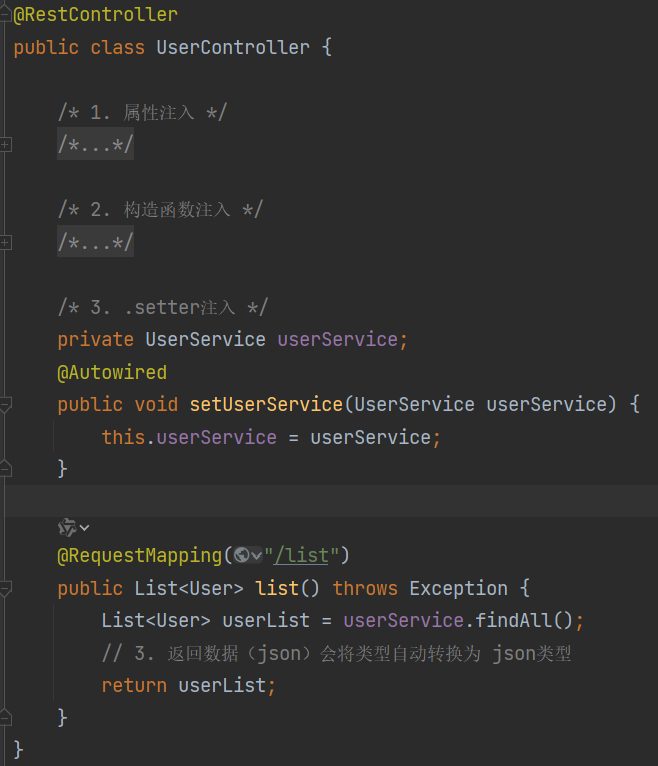 @RestController
public class UserController {
/* 1. 属性注入 */
/*...*/
/* 2. 构造函数注入 */
/*...*/
/* 3. .setter注入 */
private UserService userService;
@Autowired
public void setUserService(UserService userService) {
this.userService = userService;
}
@RequestMapping("/list")
public List<User> list() throws Exception {
List<User> userList = userService.findAll();
// 3. 返回数据（json）会将类型自动转换为 json类型
return userList;
}
}